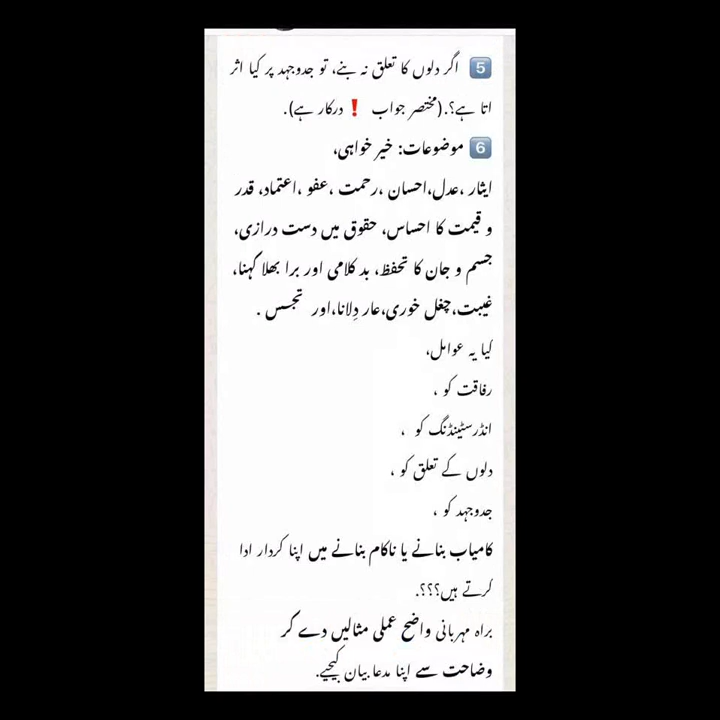 5️⃣ اگر دلوں کا تعلق نہ بنے، تو جدوجہد پر کیا اثر
اتا ہے؟.(مختصر جواب ❗ درکار ہے).
6️⃣ موضوعات: خیر خواہی،
ایثار ،عدل،احسان ،رحمت ،عفو ،اعتماد، قدر
و قیمت کا احساس، حقوق میں دست درازی،
جسم و جان کا تحفظ، بد کلامی اور برا بھلا کہنا،
غیبت،چغل خوری،عار دِلانا،اور تجسس .
کیا یہ عوامل،
رفاقت کو ،
انڈرسٹینڈنگ کو ،
دلوں کے تعلق کو ،
جدوجہد کو ،
کامیاب بنانے یا ناکام بنانے میں اپنا کردار ادا
کرتے ہیں؟؟؟.
براہ مہربانی واضح عملی مثالیں دے کر
وضاحت سے اپنا مدعا بیان کیجیے.